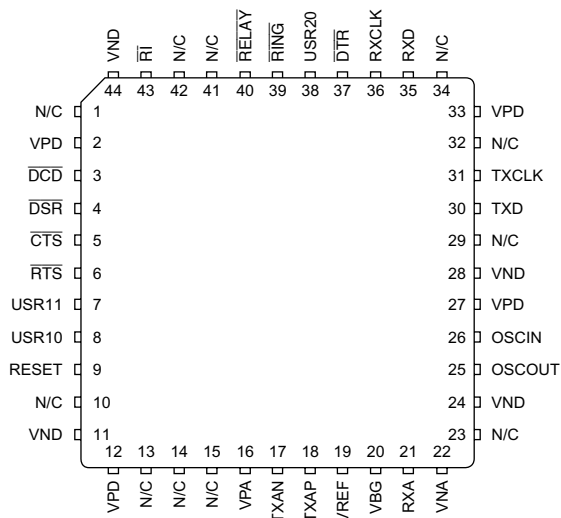 VND
RI
N/C
N/C
RELAY
RING
USR20
DTR
RXCLK
RXD
N/C
44 43 42 41 40 39 38 37 36 35 34
N/C 1 33 VPD
VPD 2 32 N/C
DCD 3 31 TXCLK
DSR 4 30 TXD
CTS 5 29 N/C
RTS 6 28 VND
USR11 7 27 VPD
USR10 8 26 OSCIN
RESET 9 25 OSCOUT
N/C 10 24 VND
VND 11 23 N/C
12 13 14 15 16 17 18 19 20 21 22
VPD
N/C
N/C
N/C
VPA
TXAN
TXAP
VREF
VBG
RXA
VNA